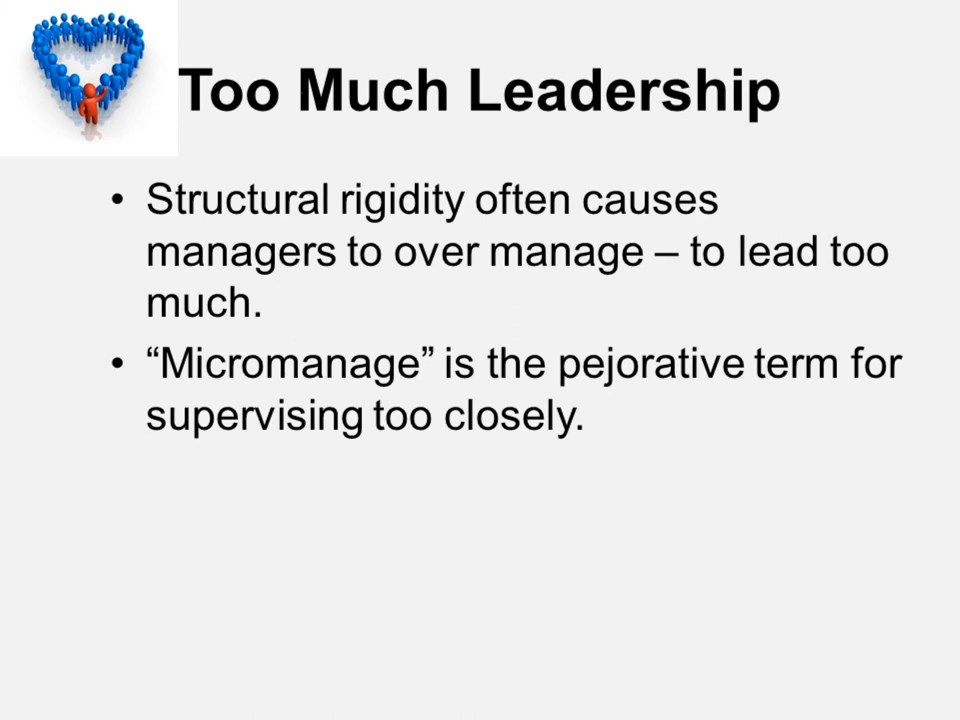 Too Much Leadership
• Structural rigidity often causes
managers to over manage – to lead too
much.
• “Micromanage” is the pejorative term for
supervising too closely.